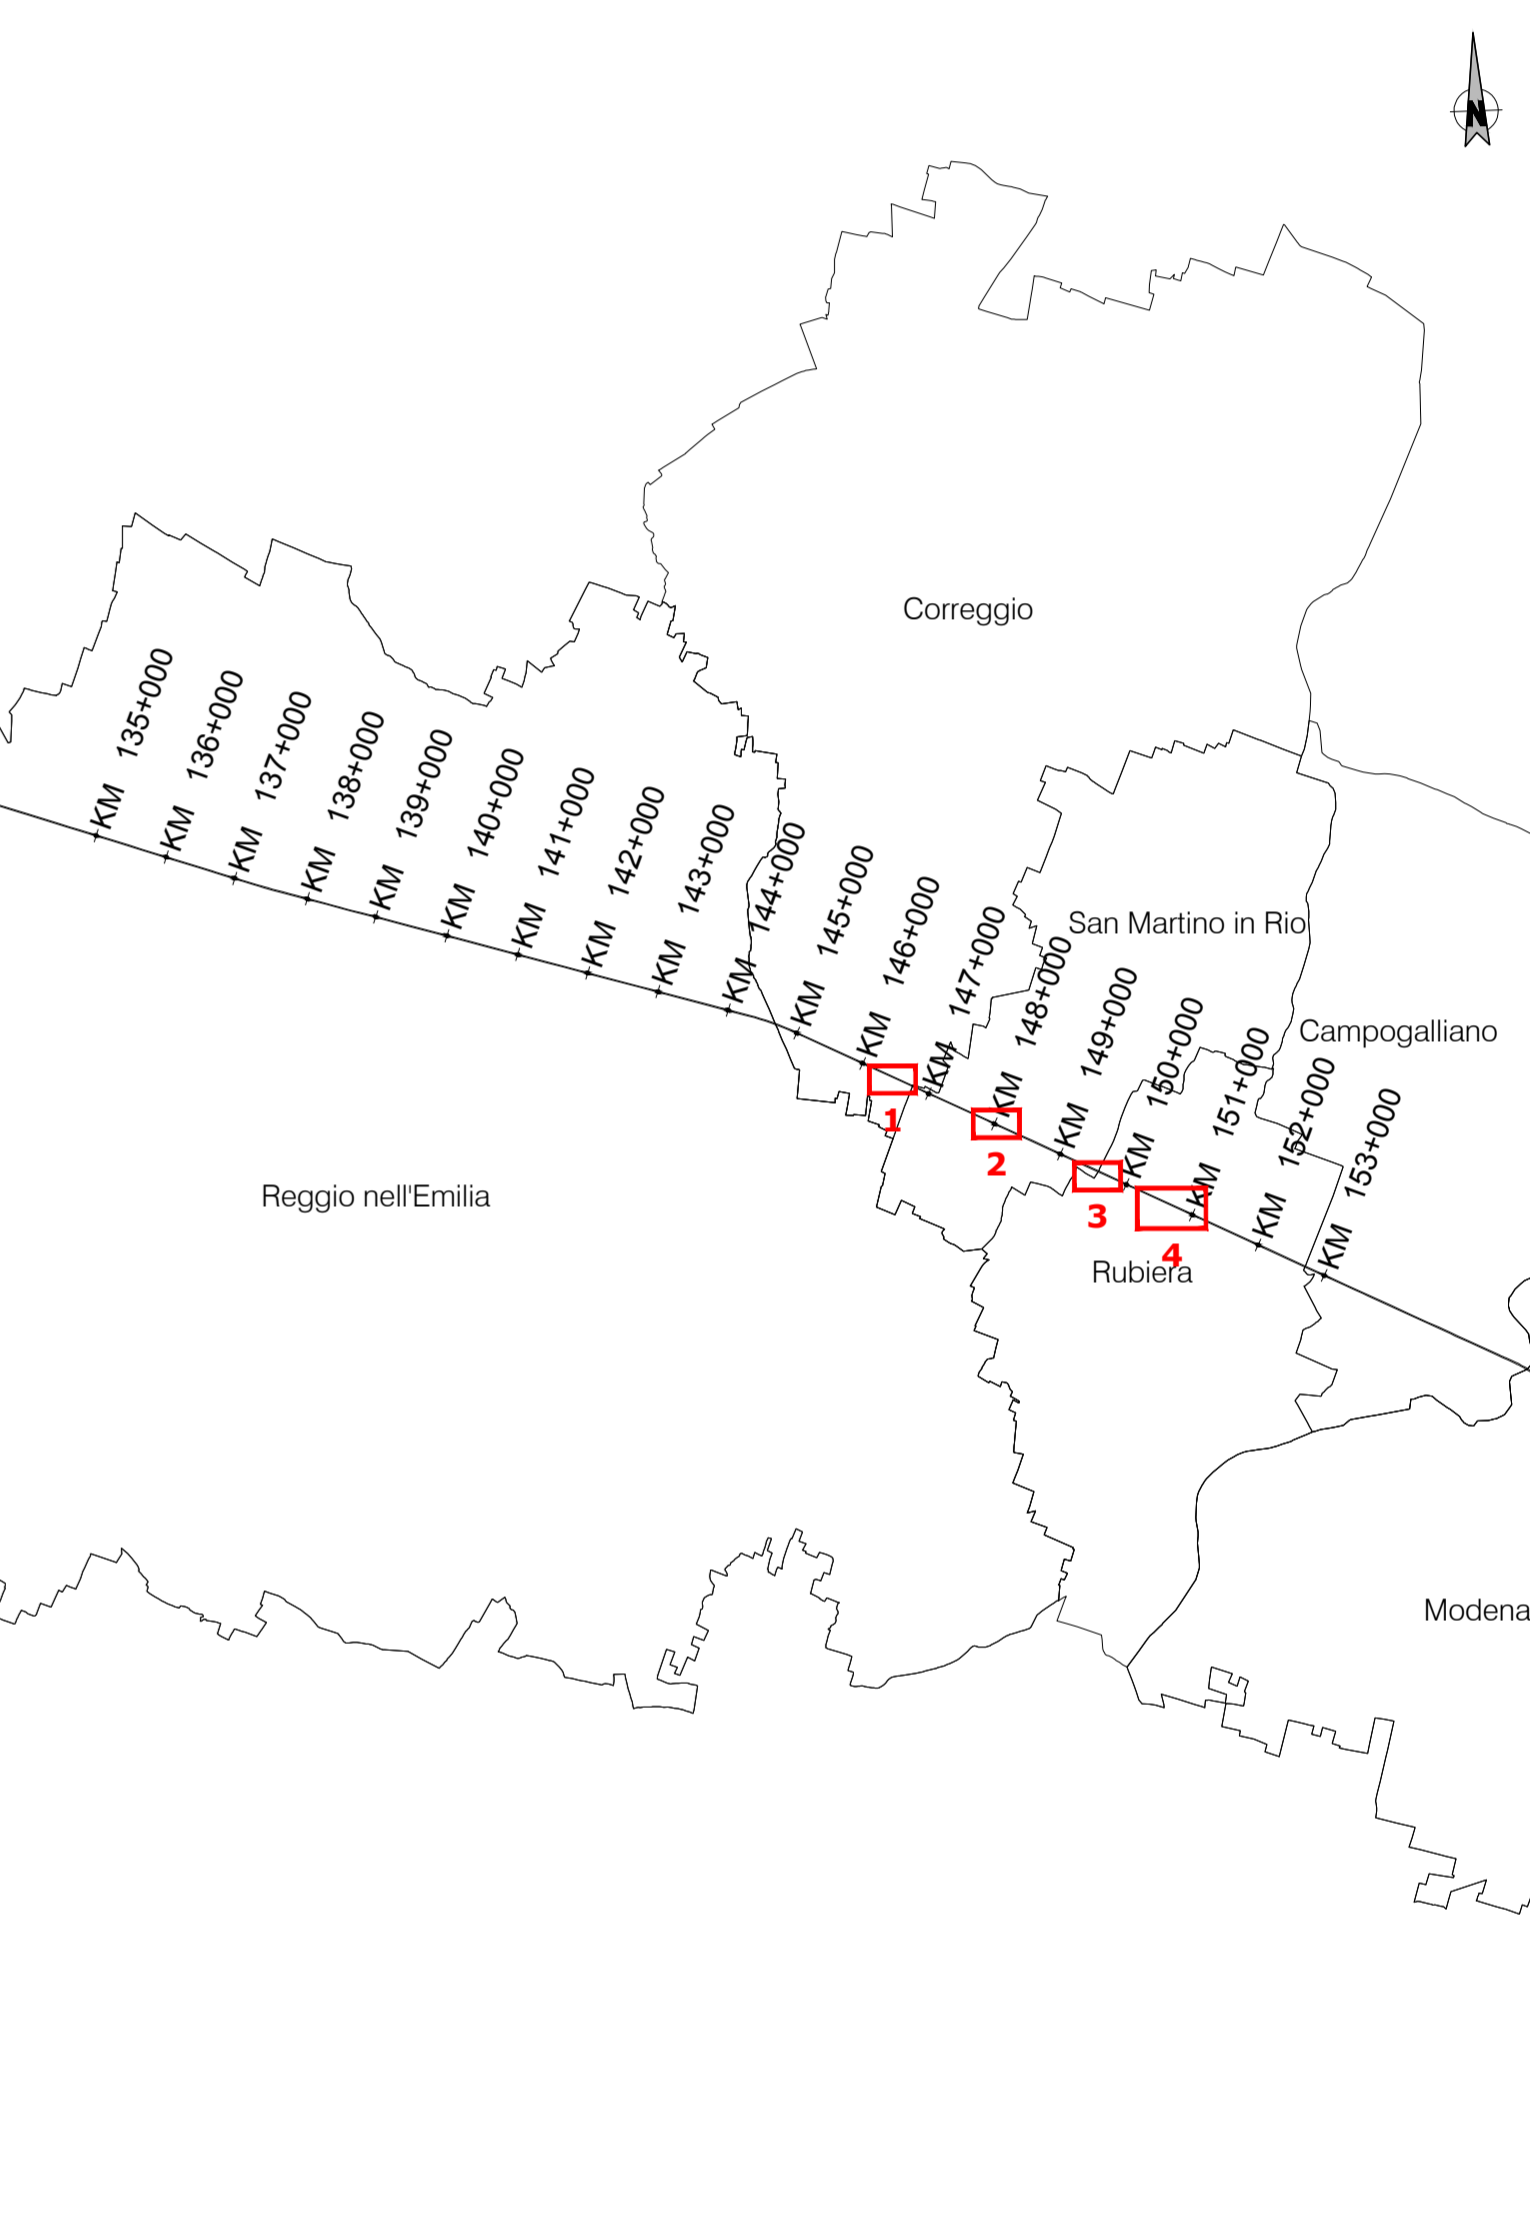 N
Correggio
KM 135+000
KM 136+000
KM 137+000
KM 138+000
KM 139+000
KM 140+000
KM 141+000
KM 142+000
KM 143+000
KM 144+000
KM 145+000
KM 146+000
KM 147+000
KM 148+000
KM 149+000
KM 150+000
KM 151+000
KM 152+000
KM 153+000
San Martino in Rio
Campogalliano
1
2
3
4
Reggio nell'Emilia
Rubiera
Modena